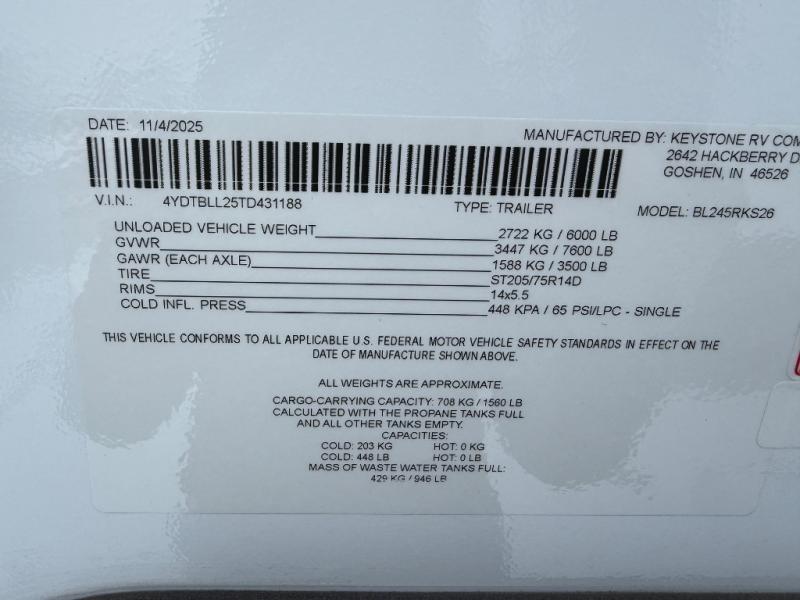 DATE: 11/4/2025
MANUFACTURED BY: KEYSTONE RV COM
2642 HACKBERRY D
GOSHEN, IN 46526
V.I.N.: 4YDTBLL25TD431188 TYPE: TRAILER MODEL: BL245RKS26
UNLOADED VEHICLE WEIGHT 2722 KG / 6000 LB
GVWR 3447 KG / 7600 LB
GAWR (EACH AXLE) 1588 KG / 3500 LB
TIRE ST205/75R14D
RIMS 14x5.5
COLD INFL. PRESS 448 KPA / 65 PSI/LPC - SINGLE
THIS VEHICLE CONFORMS TO ALL APPLICABLE U.S. FEDERAL MOTOR VEHICLE SAFETY STANDARDS IN EFFECT ON THE
DATE OF MANUFACTURE SHOWN ABOVE.
ALL WEIGHTS ARE APPROXIMATE.
CARGO-CARRYING CAPACITY: 708 KG / 1560 LB
CALCULATED WITH THE PROPANE TANKS FULL
AND ALL OTHER TANKS EMPTY.
CAPACITIES:
COLD: 203 KG HOT: 0 KG
COLD: 448 LB HOT: 0 LB
MASS OF WASTE WATER TANKS FULL:
429 KG / 946 LB